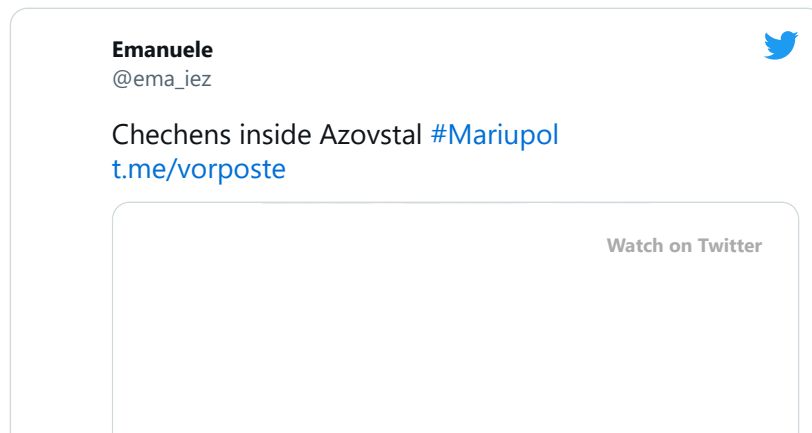 Emanuele
@ema_iez
Chechens inside Azovstal #Mariupol
t.me/vorposte
Watch on Twitter